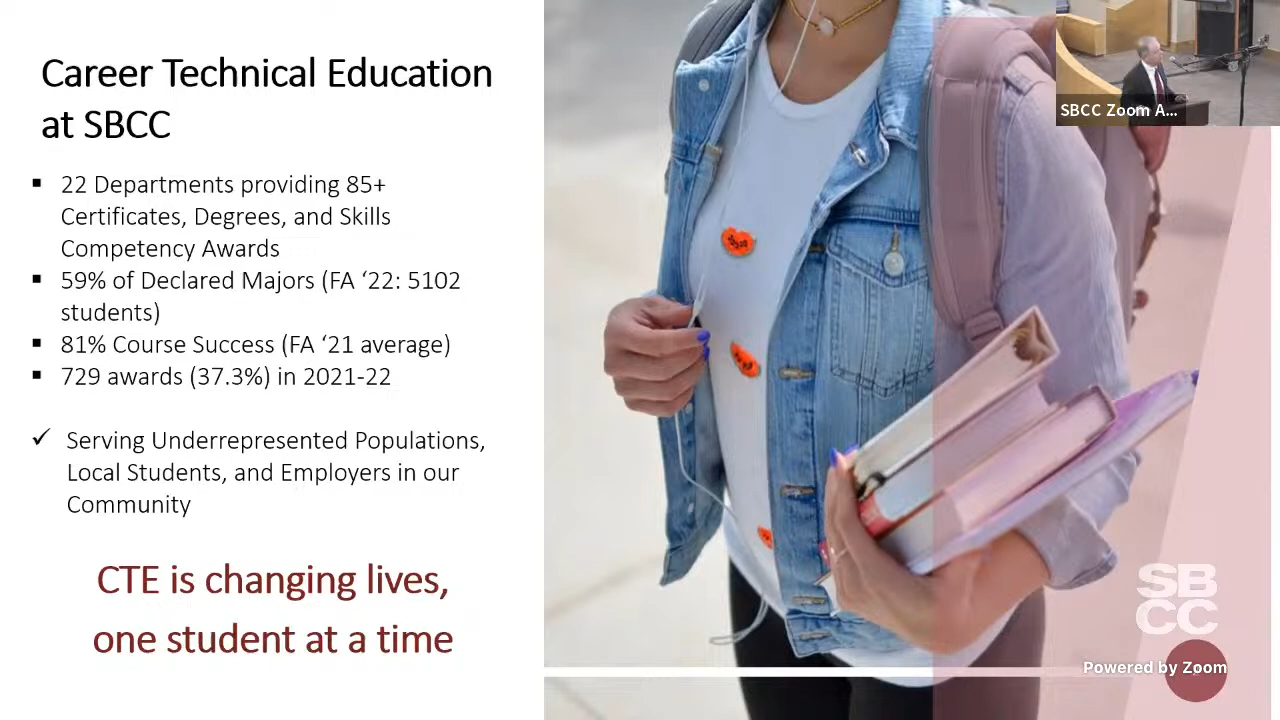 Career Technical Education
at SBCC
22 Departments providing 85+
Certificates, Degrees, and Skills
Competency Awards
59% of Declared Majors (FA ‘22: 5102
students)
81% Course Success (FA ‘21 average)
729 awards (37.3%) in 2021-22
Serving Underrepresented Populations,
Local Students, and Employers in our
Community
CTE is changing lives,
one student at a time
SBCC Zoom A...
SB
CC
Powered by Zoom